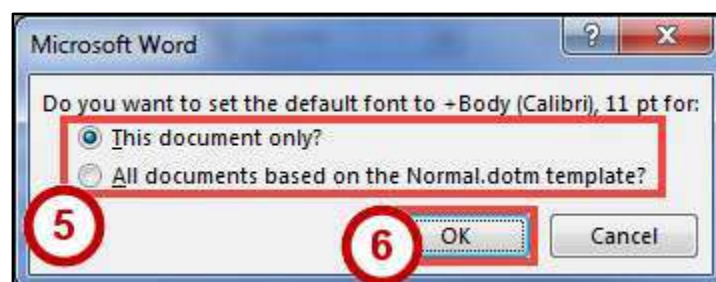 Microsoft Word
?
Do you want to set the default font to +Body (Calibri), 11 pt for:
This document only?
All documents based on the Normal.dotm template?
5
6
OK
Cancel